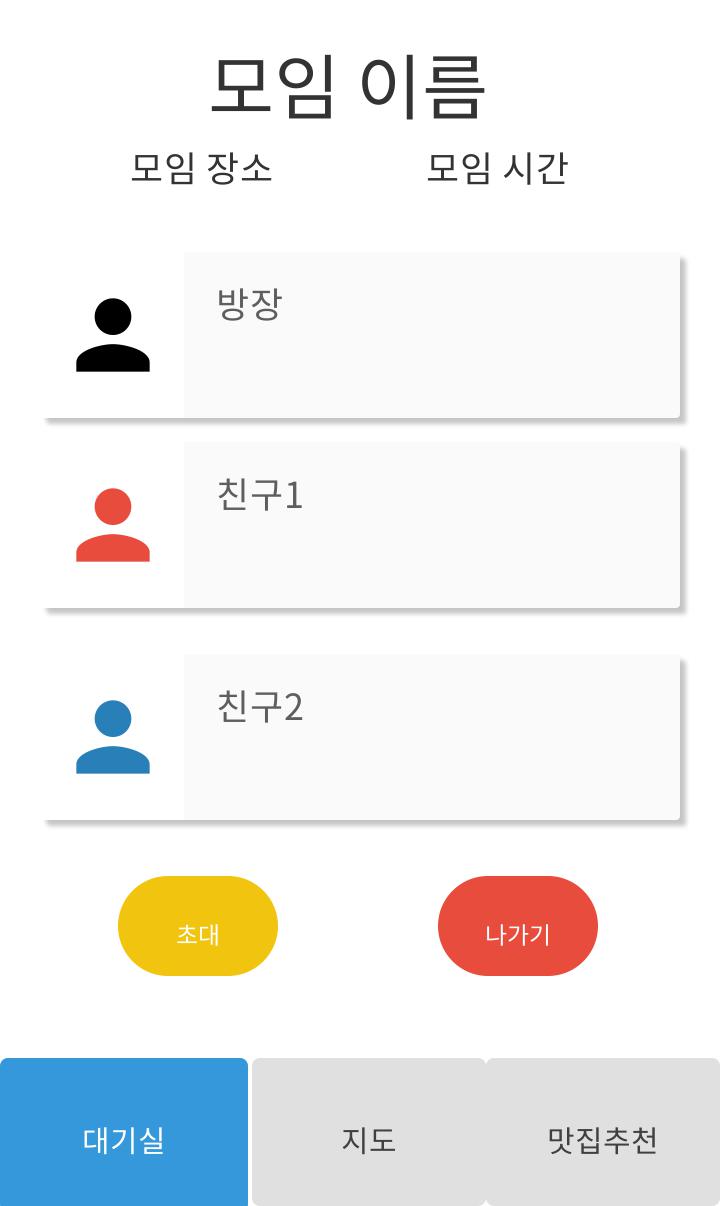 모임 이름
모임 장소 모임 시간
방장
친구1
친구2
초대 나가기
대기실 지도 맛집추천